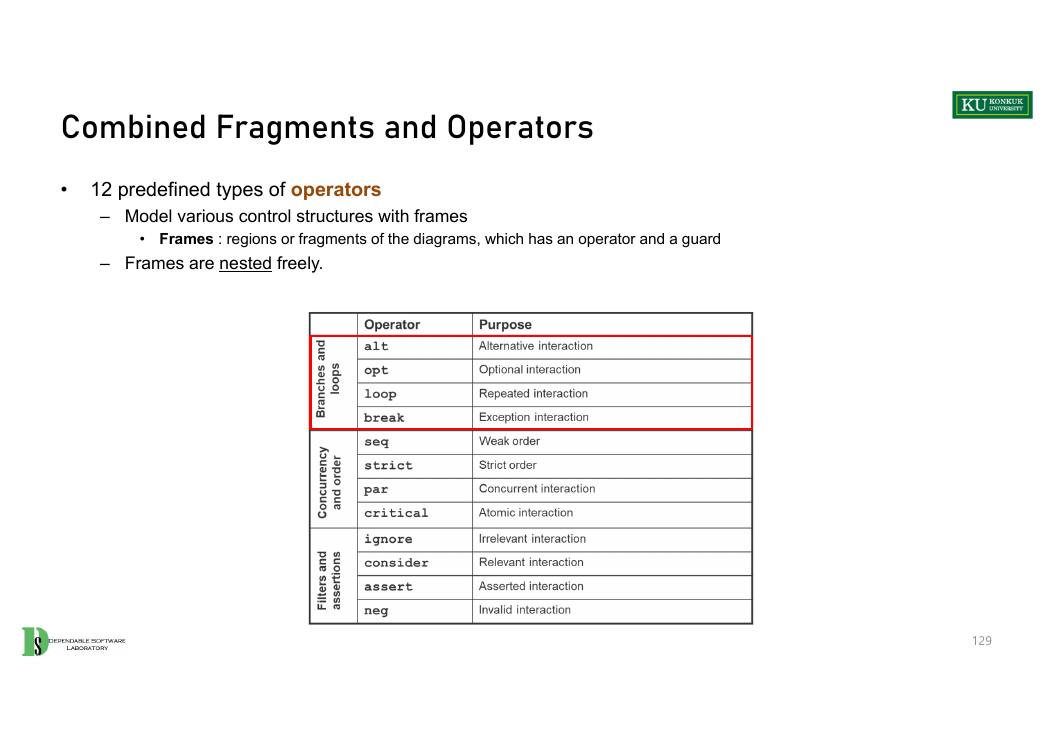 KU KONKUK
UNIVERSITY
Combined Fragments and Operators
• 12 predefined types of operators
– Model various control structures with frames
• Frames : regions or fragments of the diagrams, which has an operator and a guard
– Frames are nested freely.
Operator Purpose
Branches and
loops
alt Alternative interaction
opt Optional interaction
loop Repeated interaction
break Exception interaction
Concurrency
and order
seq Weak order
strict Strict order
par Concurrent interaction
critical Atomic interaction
Filters and
assertions
ignore Irrelevant interaction
consider Relevant interaction
assert Asserted interaction
neg Invalid interaction
DS DEPENDABLE SOFTWARE
LABORATORY
129